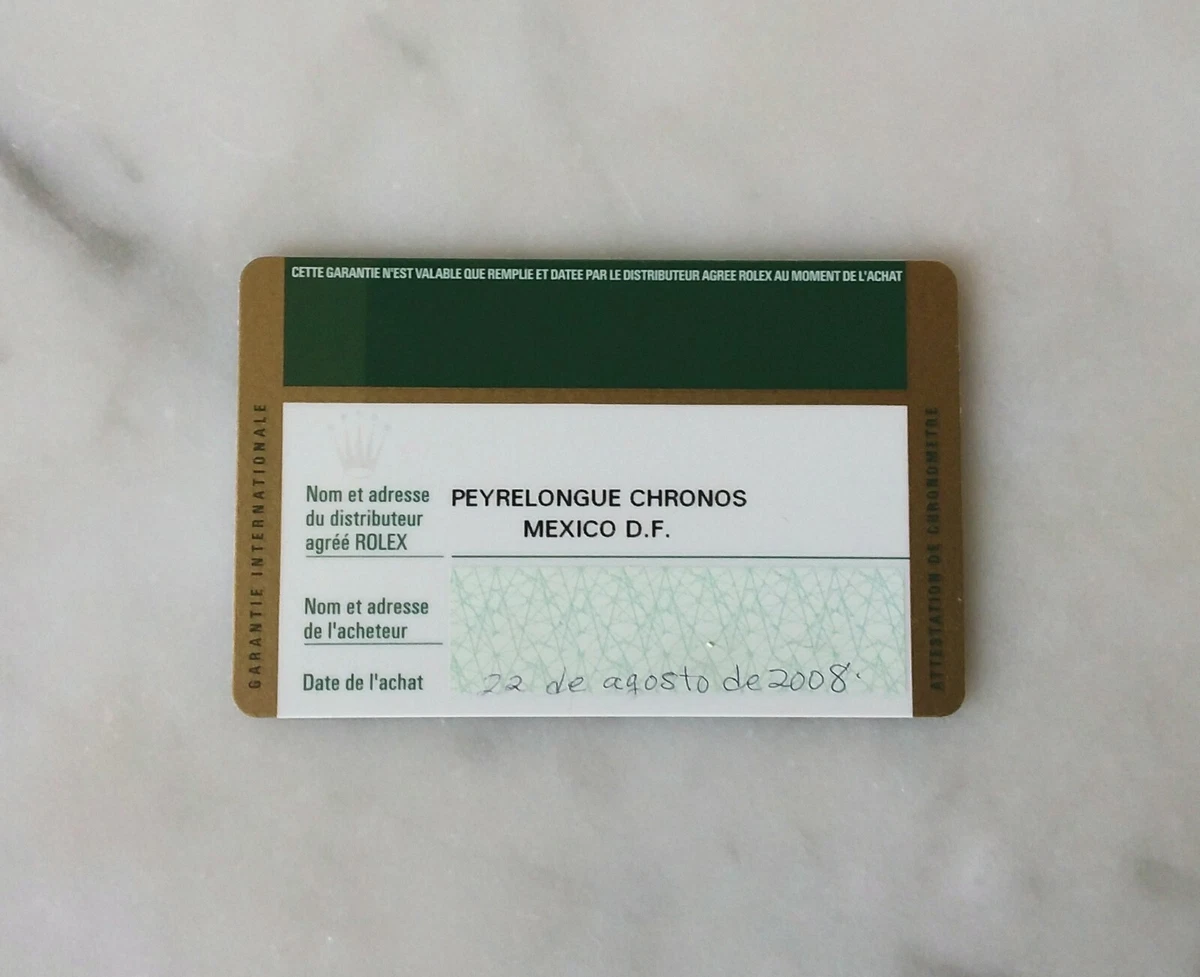 CETTE GARANTIE N'EST VALABLE QUE REMPLIE ET DATEE PAR LE DISTRIBUTEUR AGREE ROLEX AU MOMENT DE L'ACHAT
GARANTIE INTERNATIONALE
Nom et adresse
du distributeur
agréé ROLEX
PEYRELONGUE CHRONOS
MEXICO D.F.
Nom et adresse
de l'acheteur
Date de l'achat
22 de agosto de 2008.
ATTESTATION DE CHRONOMETRE